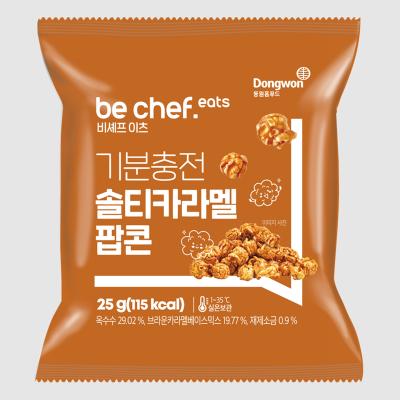 Dongwon
동원홈푸드
be chef. eats
비셰프 이츠
기분충전
솔티카라멜
팝콘
이미지 사진
25 g(115 kcal)
1~35 ℃
실온보관
옥수수 29.02 %, 브라운카라멜베이스믹스 19.77 %, 재제소금 0.9 %